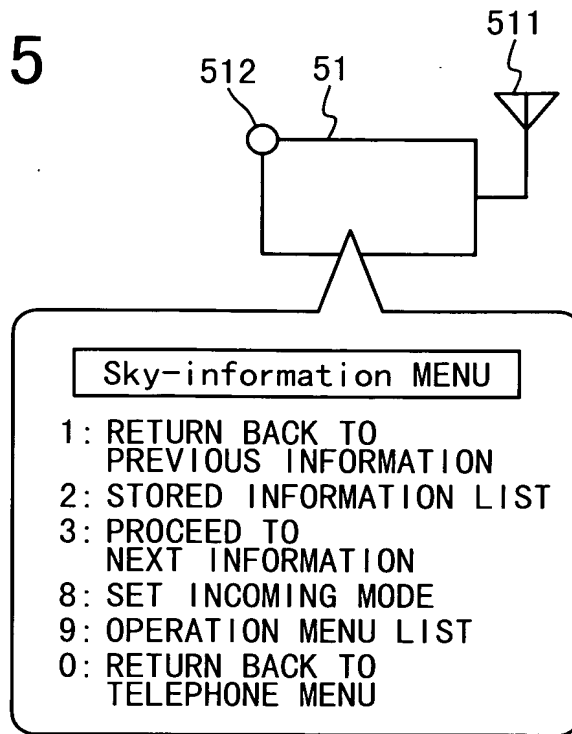 5
511
512
51
Sky-information MENU
1: RETURN BACK TO
PREVIOUS INFORMATION
2: STORED INFORMATION LIST
3: PROCEED TO
NEXT INFORMATION
8: SET INCOMING MODE
9: OPERATION MENU LIST
0: RETURN BACK TO
TELEPHONE MENU